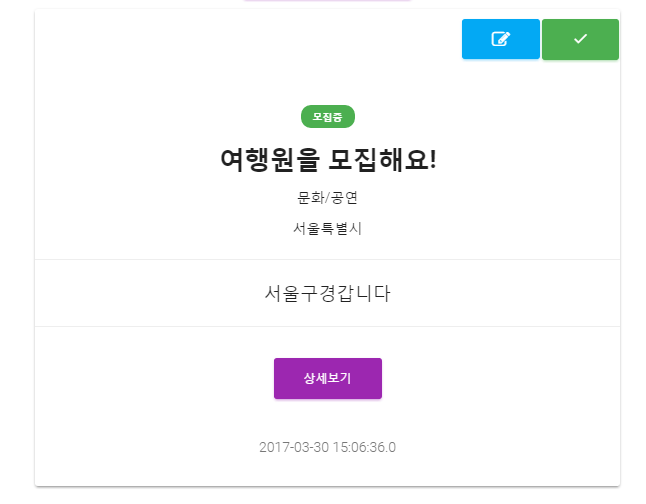 모집중
여행원을 모집해요!
문화/공연
서울특별시
서울구경갑니다
상세보기
2017-03-30 15:06:36.0